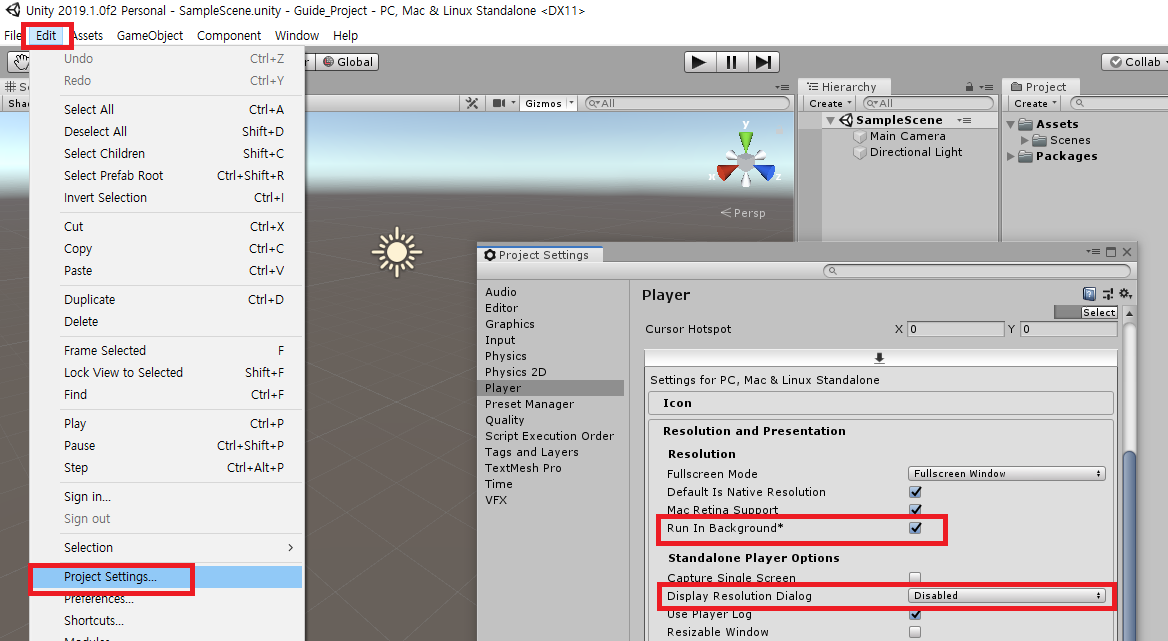 Unity 2019.1.0f2 Personal - SampleScene.unity - Guide_Project - PC, Mac & Linux Standalone <DX11>
File Edit Assets GameObject Component Window Help
Global
Collab
Undo Ctrl+Z
Redo Ctrl+Y
Select All Ctrl+A
Deselect All Shift+D
Select Children Shift+C
Select Prefab Root Ctrl+Shift+R
Invert Selection Ctrl+I
Cut Ctrl+X
Copy Ctrl+C
Paste Ctrl+V
Duplicate Ctrl+D
Delete
Frame Selected F
Lock View to Selected Shift+F
Find Ctrl+F
Play Ctrl+P
Pause Ctrl+Shift+P
Step Ctrl+Alt+P
Sign in...
Sign out
Selection
Project Settings...
Preferences...
Shortcuts...
Gizmos
All
y
x
z
Persp
Hierarchy
Create
All
SampleScene
Main Camera
Directional Light
Project
Create
Assets
Scenes
Packages
Project Settings
Audio
Editor
Graphics
Input
Physics
Physics 2D
Player
Preset Manager
Quality
Script Execution Order
Tags and Layers
TextMesh Pro
Time
VFX
Player
Select
Cursor Hotspot X 0 Y 0
Settings for PC, Mac & Linux Standalone
Icon
Resolution and Presentation
Resolution
Fullscreen Mode Fullscreen Window
Default Is Native Resolution
Mac Retina Support
Run In Background*
Standalone Player Options
Capture Single Screen
Display Resolution Dialog Disabled
Use Player Log
Resizable Window